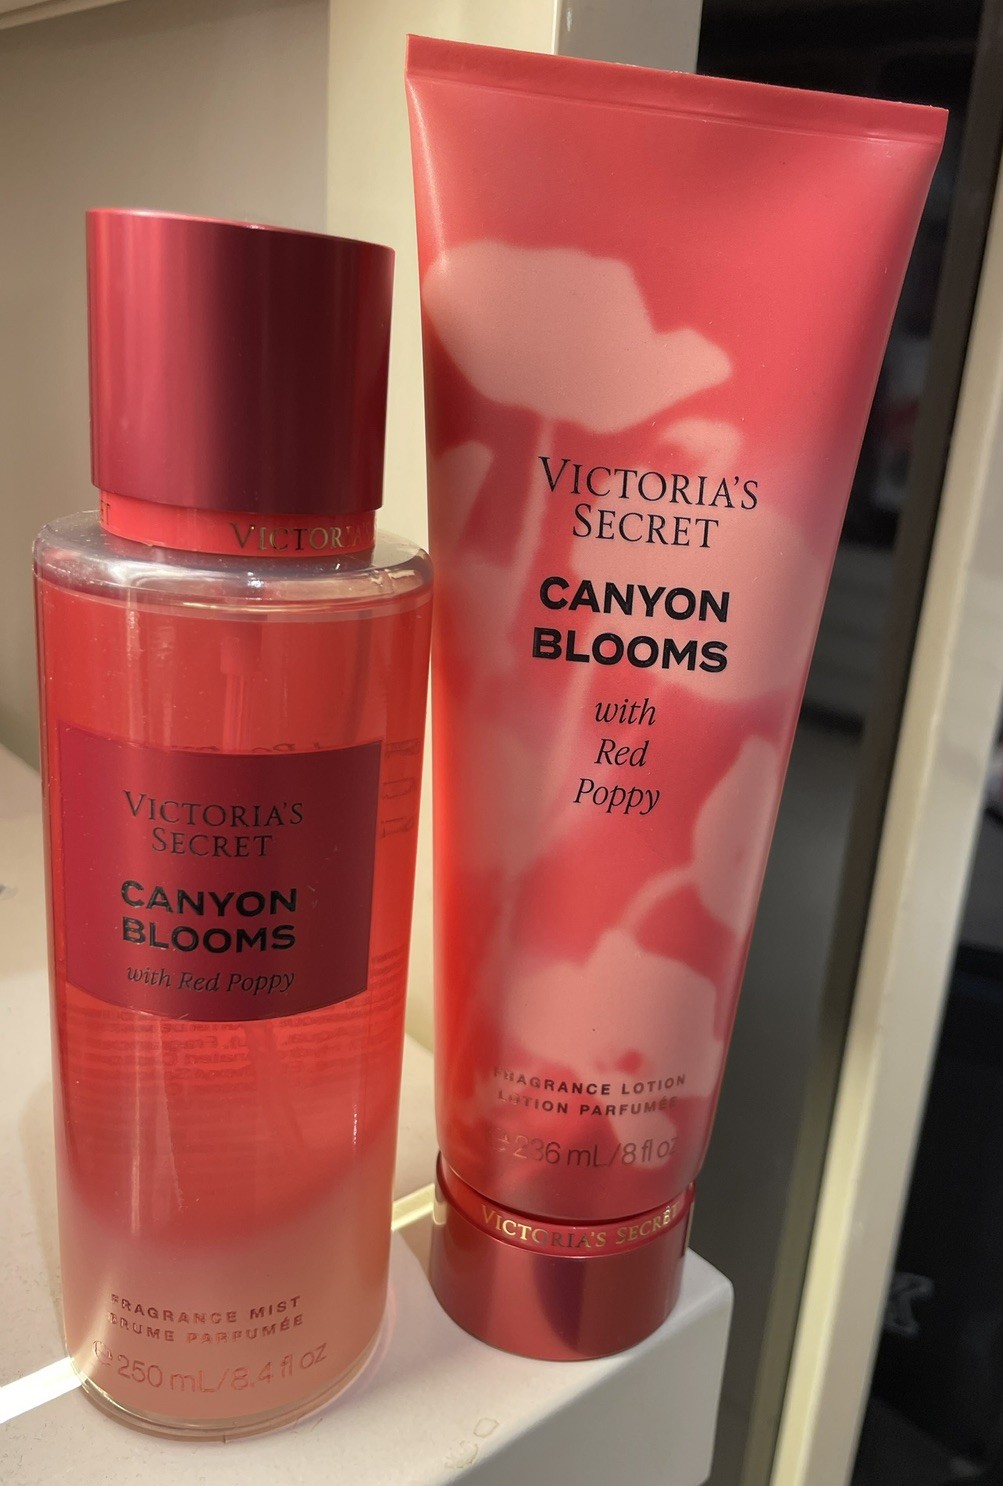 VICTORIA'S
SECRET
CANYON
BLOOMS
with Red Poppy
FRAGRANCE MIST
BRUME PARFUMÉE
℮ 250 mL/8.4 fl oz
VICTORIA'S
SECRET
CANYON
BLOOMS
with
Red
Poppy
FRAGRANCE LOTION
LOTION PARFUMÉE
℮ 236 mL/8 fl oz
VICTORIA'S SECRET